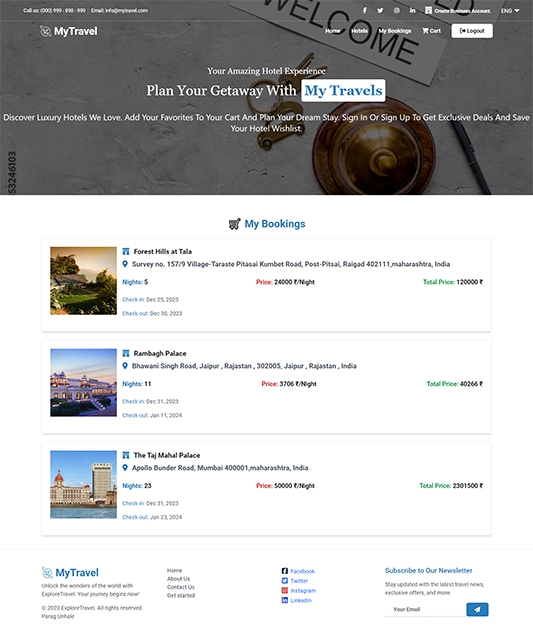 Call us: (000) 999 - 898 - 999 Email: info@mytravel.com
Create Business Account.
ENG
MyTravel
Home Hotels My Bookings Cart Logout
WELCOME
Your Amazing Hotel Experience
Plan Your Getaway With My Travels
Discover Luxury Hotels We Love. Add Your Favorites To Your Cart And Plan Your Dream Stay. Sign In Or Sign Up To Get Exclusive Deals And Save
Your Hotel Wishlist.
53246103
My Bookings
Forest Hills at Tala
Survey no. 157/9 Village-Taraste Pitasai Kumbet Road, Post-Pitsai, Raigad 402111,maharashtra, India
Nights: 5 Price: 24000 ₹/Night Total Price: 120000 ₹
Check-in: Dec 25, 2023
Check-out: Dec 30, 2023
Rambagh Palace
Bhawani Singh Road, Jaipur , Rajastan , 302005, Jaipur , Rajastan , India
Nights: 11 Price: 3706 ₹/Night Total Price: 40266 ₹
Check-in: Dec 31, 2023
Check-out: Jan 11, 2024
The Taj Mahal Palace
Apollo Bunder Road, Mumbai 400001,maharashtra, India
Nights: 23 Price: 50000 ₹/Night Total Price: 2301500 ₹
Check-in: Dec 31, 2023
Check-out: Jan 23, 2024
MyTravel
Unlock the wonders of the world with
ExploreTravel. Your journey begins now!
© 2023 ExploreTravel. All rights reserved.
Parag Unhale
Home
About Us
Contact Us
Get started
Facebook
Twitter
Instagram
LinkedIn
Subscribe to Our Newsletter
Stay updated with the latest travel news,
exclusive offers, and more.
Your Email